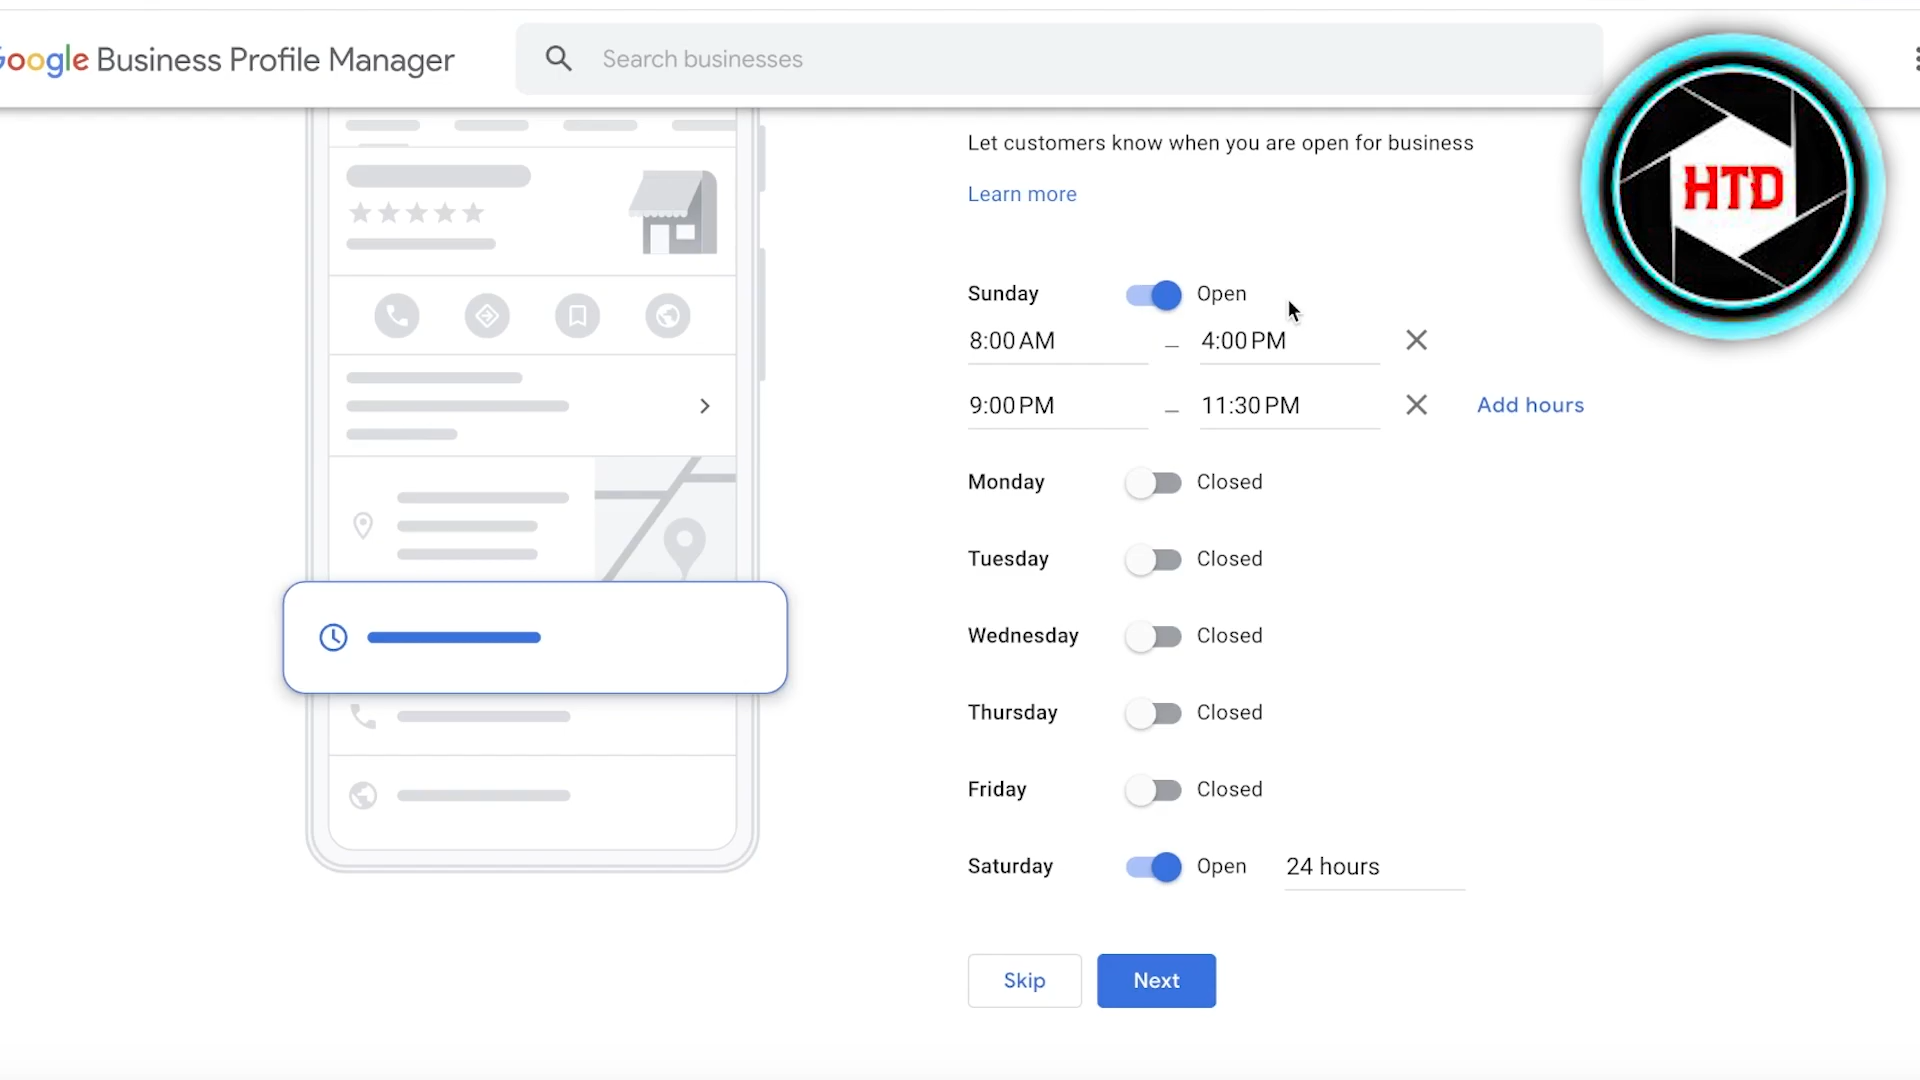 Google Business Profile Manager
Search businesses
HTD
Let customers know when you are open for business
Learn more
Sunday Open
8:00 AM – 4:00 PM
9:00 PM – 11:30 PM Add hours
Monday Closed
Tuesday Closed
Wednesday Closed
Thursday Closed
Friday Closed
Saturday Open 24 hours
Skip Next